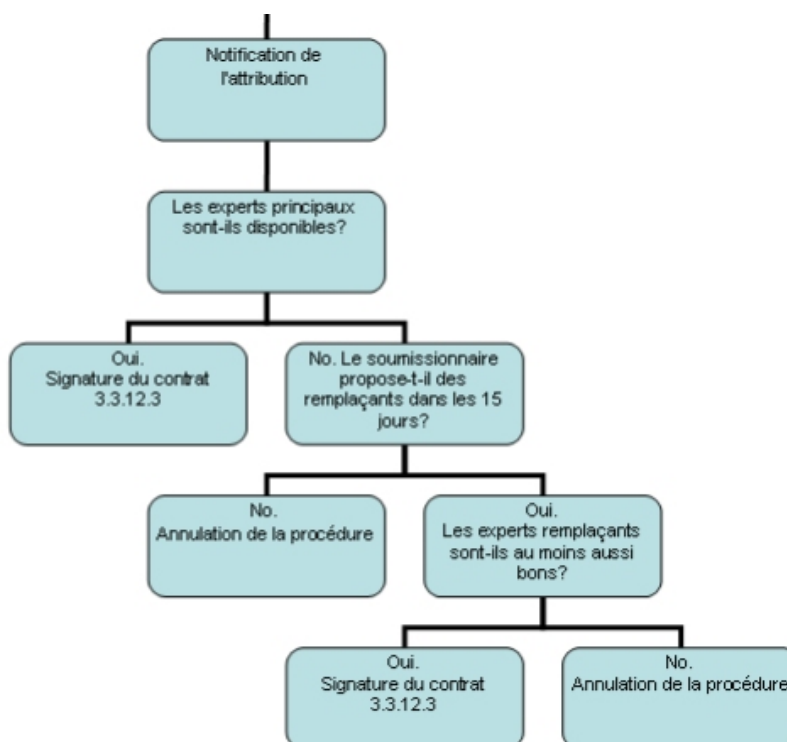 Notification de
l'attribution
Les experts principaux
sont-ils disponibles?
Oui.
Signature du contrat
3.3.12.3
No. Le soumissionnaire
propose-t-il des
remplaçants dans les 15
jours?
No.
Annulation de la procédure
Oui.
Les experts remplaçants
sont-ils au moins aussi
bons?
Oui.
Signature du contrat
3.3.12.3
No.
Annulation de la procédure